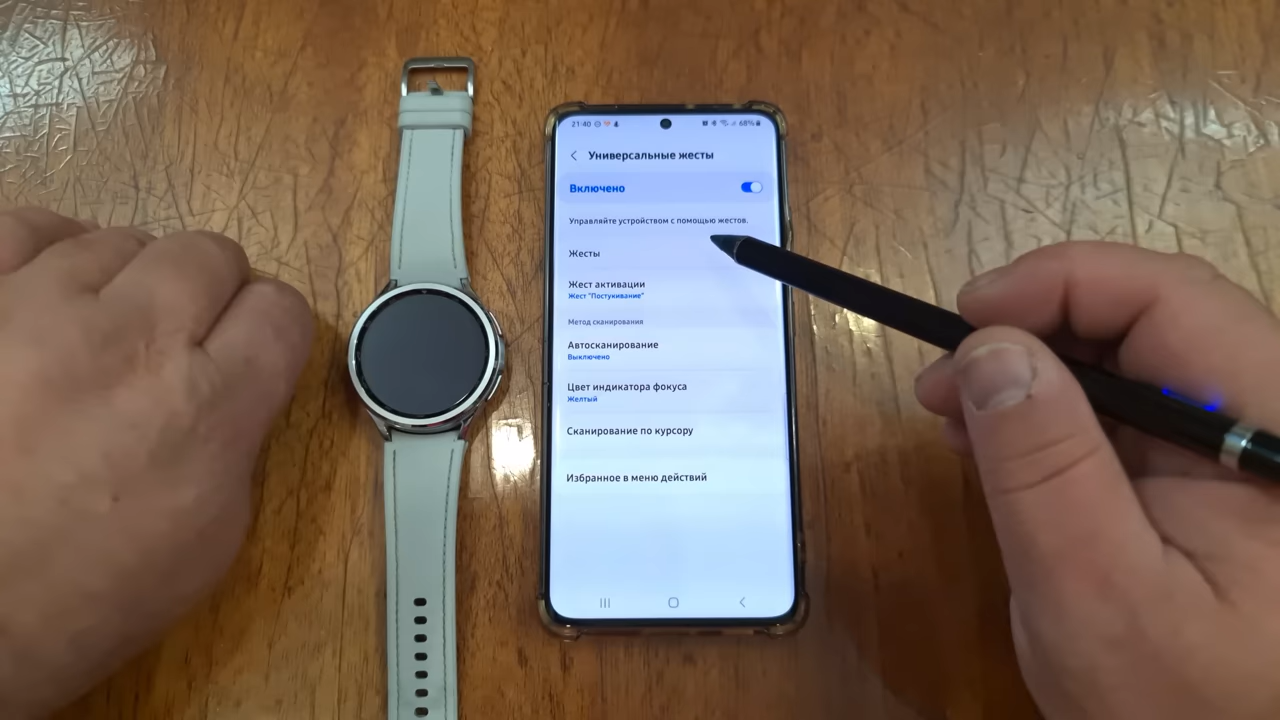 21:40
68%
Универсальные жесты
Включено
Управляйте устройством с помощью жестов.
Жесты
Жест активации
Жест "Постукивание"
Метод сканирования
Автосканирование
Выключено
Цвет индикатора фокуса
Желтый
Сканирование по курсору
Избранное в меню действий